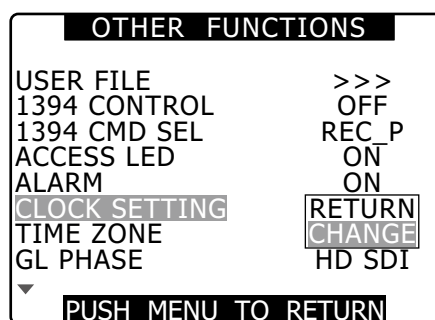 OTHER FUNCTIONS
USER FILE >>>
1394 CONTROL OFF
1394 CMD SEL REC_P
ACCESS LED ON
ALARM ON
CLOCK SETTING RETURN
TIME ZONE CHANGE
GL PHASE HD SDI
PUSH MENU TO RETURN